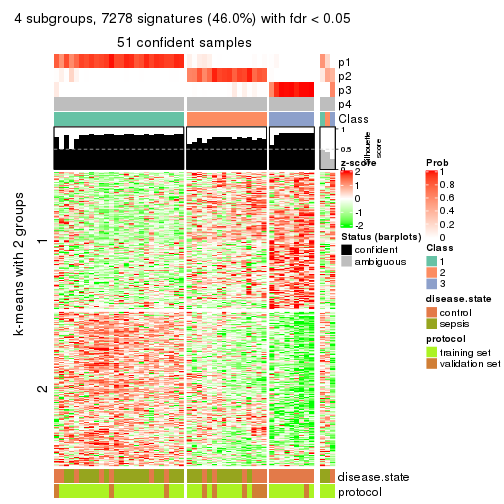 4 subgroups, 7278 signatures (46.0%) with fdr < 0.05
51 confident samples
p1
p2
p3
p4
Class
1
0.5
0
Silhouette
score
k-means with 2 groups
1
2
z-score
2
1
0
-1
-2
Status (barplots)
confident
ambiguous
Prob
1
0.8
0.6
0.4
0.2
0
Class
1
2
3
disease.state
control
sepsis
protocol
training set
validation set
disease.state
protocol